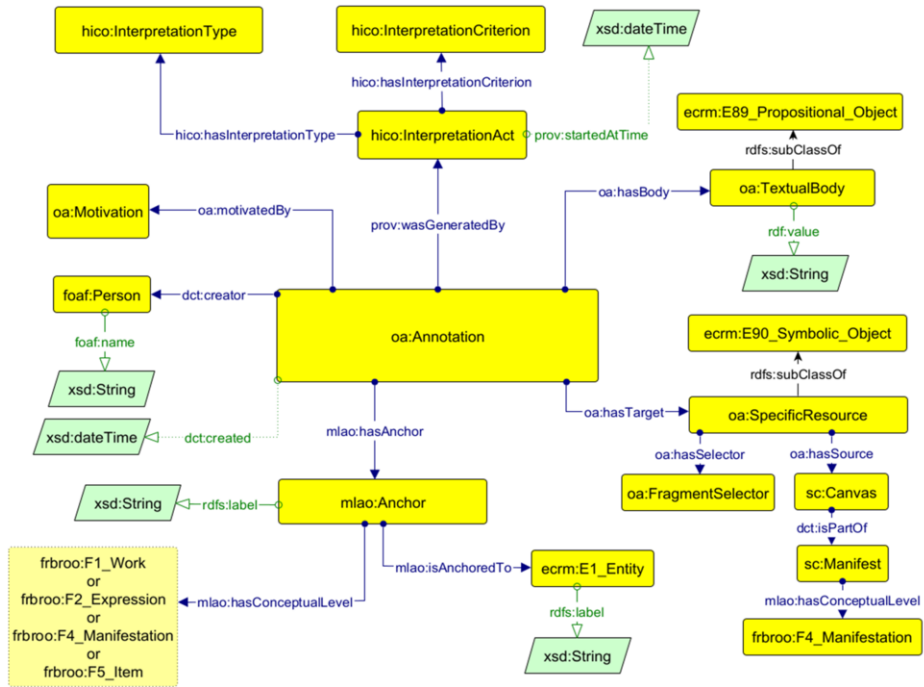 hico:InterpretationType
hico:InterpretationCriterion
xsd:dateTime
hico:hasInterpretationCriterion
hico:hasInterpretationType
hico:InterpretationAct
prov:startedAtTime
ecrm:E89_Propositional_Object
rdfs:subClassOf
oa:hasBody
oa:TextualBody
oa:Motivation
oa:motivatedBy
prov:wasGeneratedBy
rdf:value
xsd:String
foaf:Person
dct:creator
oa:Annotation
foaf:name
xsd:String
ecrm:E90_Symbolic_Object
rdfs:subClassOf
oa:hasTarget
oa:SpecificResource
xsd:dateTime
dct:created
mlao:hasAnchor
oa:hasSelector
oa:hasSource
oa:FragmentSelector
sc:Canvas
xsd:String
rdfs:label
mlao:Anchor
dct:isPartOf
sc:Manifest
frbroo:F1_Work
or
frbroo:F2_Expression
or
frbroo:F4_Manifestation
or
frbroo:F5_Item
mlao:hasConceptualLevel
mlao:isAnchoredTo
ecrm:E1_Entity
rdfs:label
xsd:String
mlao:hasConceptualLevel
frbroo:F4_Manifestation